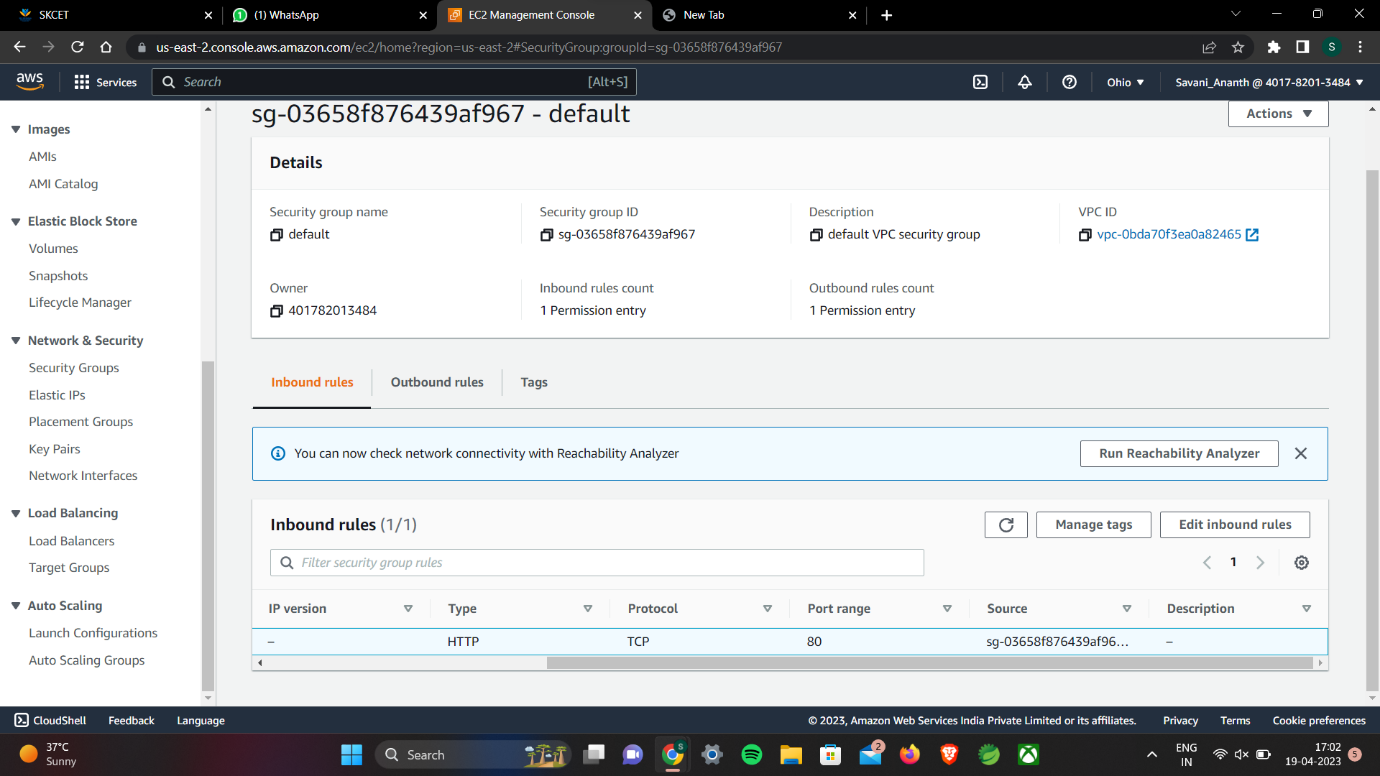 SKCET
(1) WhatsApp
EC2 Management Console
New Tab
us-east-2.console.aws.amazon.com/ec2/home?region=us-east-2#SecurityGroup:groupId=sg-03658f876439af967
S
aws
Services
Search
[Alt+S]
Ohio
Savani_Ananth @ 4017-8201-3484
Images
AMIs
AMI Catalog
Elastic Block Store
Volumes
Snapshots
Lifecycle Manager
Network & Security
Security Groups
Elastic IPs
Placement Groups
Key Pairs
Network Interfaces
Load Balancing
Load Balancers
Target Groups
Auto Scaling
Launch Configurations
Auto Scaling Groups
sg-03658f876439af967 - default
Actions
Details
Security group name
default
Security group ID
sg-03658f876439af967
Description
default VPC security group
VPC ID
vpc-0bda70f3ea0a82465
Owner
401782013484
Inbound rules count
1 Permission entry
Outbound rules count
1 Permission entry
Inbound rules
Outbound rules
Tags
You can now check network connectivity with Reachability Analyzer
Run Reachability Analyzer
Inbound rules (1/1)
Manage tags
Edit inbound rules
Filter security group rules
1
IP version Type Protocol Port range Source Description
– HTTP TCP 80 sg-03658f876439af96... –
CloudShell Feedback Language
© 2023, Amazon Web Services India Private Limited or its affiliates. Privacy Terms Cookie preferences
37°C
Sunny
Search
S
2
ENG
IN
17:02
19-04-2023
5